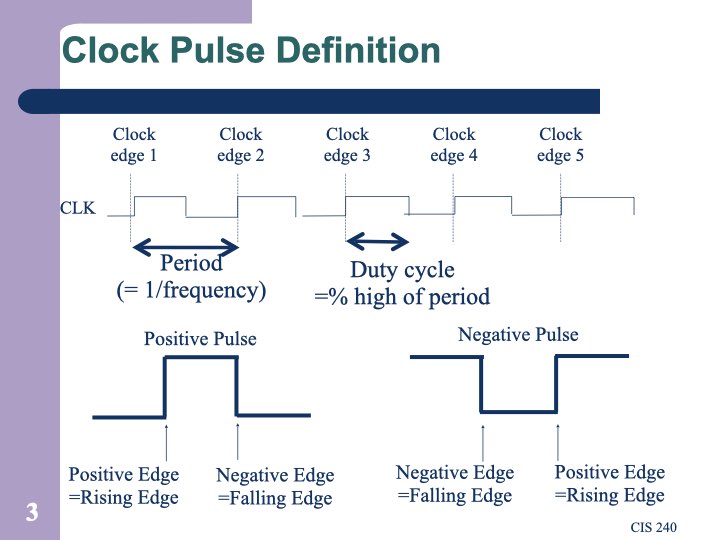 Clock Pulse Definition
Clock
edge 1
Clock
edge 2
Clock
edge 3
Clock
edge 4
Clock
edge 5
CLK
Period
(= 1/frequency)
Duty cycle
=% high of period
Positive Pulse
Negative Pulse
Positive Edge
=Rising Edge
Negative Edge
=Falling Edge
Negative Edge
=Falling Edge
Positive Edge
=Rising Edge
3
CIS 240